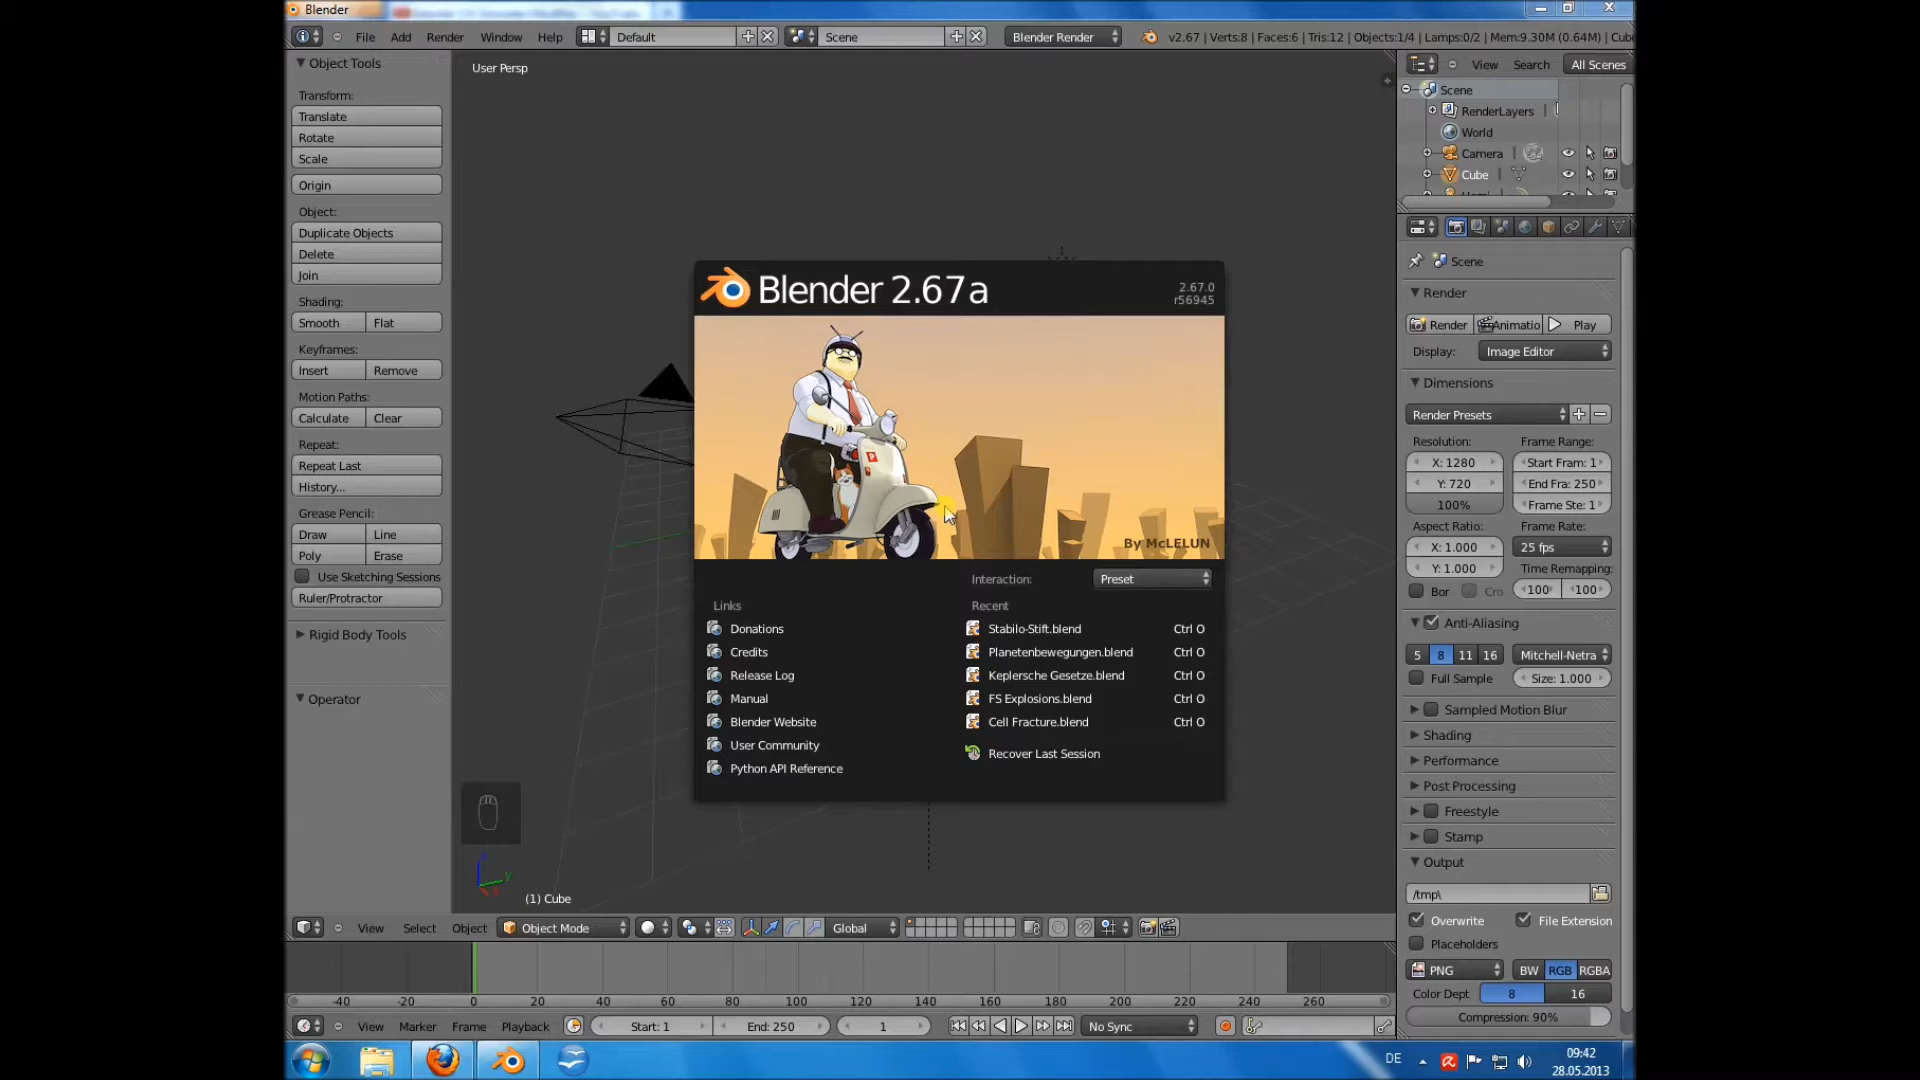 Blender
File Add Render Window Help Default Scene Blender Render v2.67 | Verts:8 | Faces:6 | Tris:12 | Objects:1/4 | Lamps:0/2 | Mem:9.30M (0.64M) | Cube
Object Tools
Transform:
Translate
Rotate
Scale
Origin
Object:
Duplicate Objects
Delete
Join
Shading:
Smooth Flat
Keyframes:
Insert Remove
Motion Paths:
Calculate Clear
Repeat:
Repeat Last
History...
Grease Pencil:
Draw Line
Poly Erase
Use Sketching Sessions
Ruler/Protractor
Rigid Body Tools
Operator
User Persp
Blender 2.67a
2.67.0
r56945
By McLELUN
Interaction: Preset
Links
Donations
Credits
Release Log
Manual
Blender Website
User Community
Python API Reference
Recent
Stabilo-Stift.blend Ctrl O
Planetenbewegungen.blend Ctrl O
Keplersche Gesetze.blend Ctrl O
FS Explosions.blend Ctrl O
Cell Fracture.blend Ctrl O
Recover Last Session
(1) Cube
View Select Object Object Mode Global
-40 -20 0 20 40 60 80 100 120 140 160 180 200 220 240 260
View Marker Frame Playback Start: 1 End: 250 1 No Sync
View Search All Scenes
Scene
RenderLayers
World
Camera
Cube
Scene
Render
Render Animatio Play
Display: Image Editor
Dimensions
Render Presets
Resolution: Frame Range:
X: 1280 Start Fram: 1
Y: 720 End Fra: 250
100% Frame Ste: 1
Aspect Ratio: Frame Rate:
X: 1.000 25 fps
Y: 1.000 Time Remapping:
Bor Cro 100 100
Anti-Aliasing
5 8 11 16 Mitchell-Netra
Full Sample Size: 1.000
Sampled Motion Blur
Shading
Performance
Post Processing
Freestyle
Stamp
Output
/tmp\
Overwrite File Extension
Placeholders
PNG BW RGB RGBA
Color Dept 8 16
Compression: 90%
DE 09:42
28.05.2013